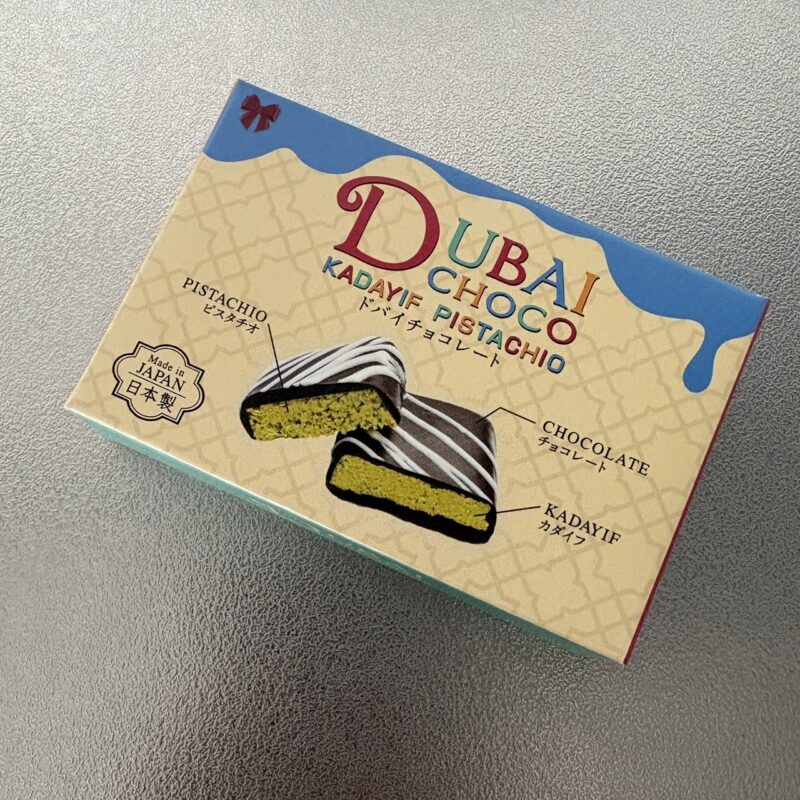 DUBAI
CHOCO
KADAYIF PISTACHIO
ドバイチョコレート
PISTACHIO
ピスタチオ
Made in
JAPAN
日本製
CHOCOLATE
チョコレート
KADAYIF
カダイフ